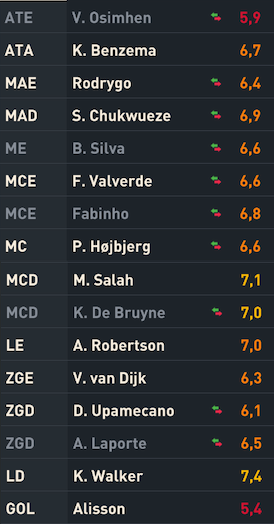 ATE V. Osimhen 5,9
ATA K. Benzema 6,7
MAE Rodrygo 6,4
MAD S. Chukwueze 6,9
ME B. Silva 6,6
MCE F. Valverde 6,6
MCE Fabinho 6,8
MC P. Højbjerg 6,6
MCD M. Salah 7,1
MCD K. De Bruyne 7,0
LE A. Robertson 7,0
ZGE V. van Dijk 6,3
ZGD D. Upamecano 6,1
ZGD A. Laporte 6,5
LD K. Walker 7,4
GOL Alisson 5,4